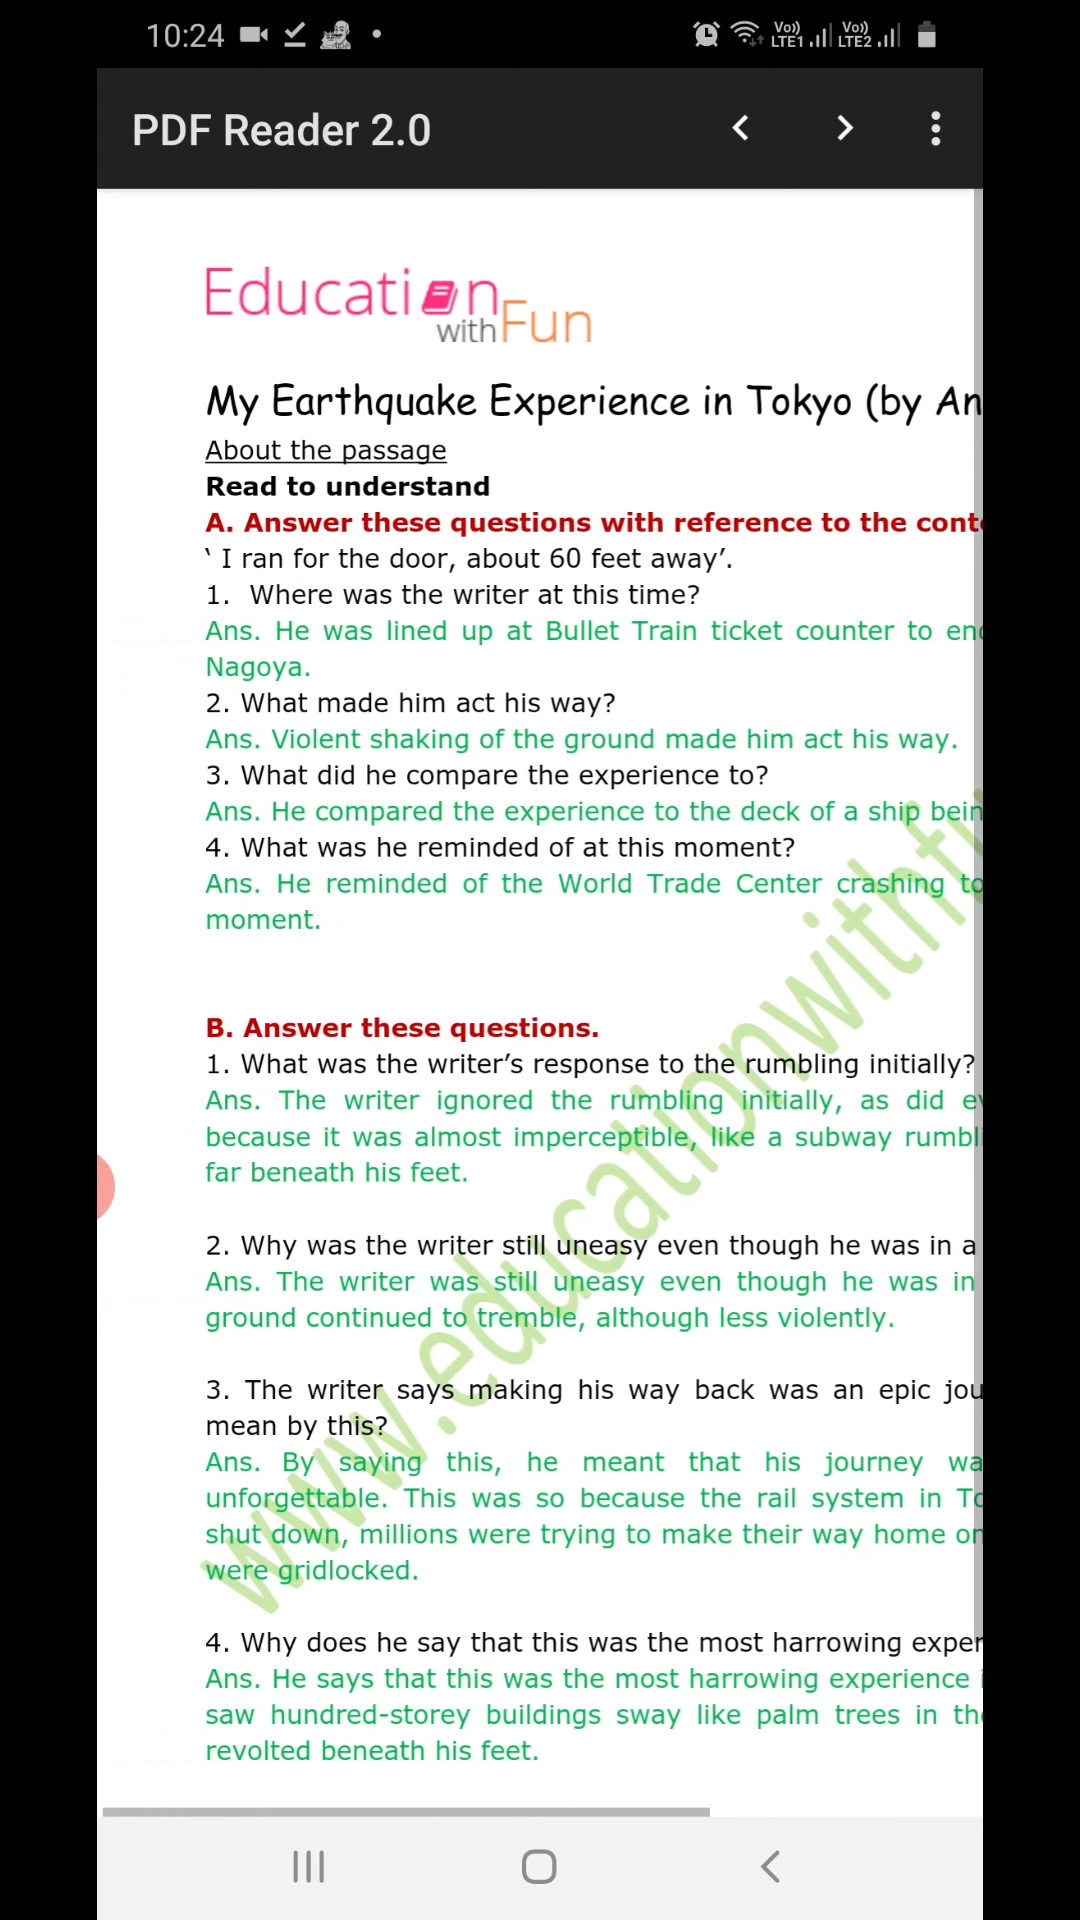 10:24
Vo)) LTE1 Vo)) LTE2
PDF Reader 2.0
Education
with Fun
My Earthquake Experience in Tokyo (by An
About the passage
Read to understand
A. Answer these questions with reference to the conte
‘ I ran for the door, about 60 feet away’.
1. Where was the writer at this time?
Ans. He was lined up at Bullet Train ticket counter to end
Nagoya.
2. What made him act his way?
Ans. Violent shaking of the ground made him act his way.
3. What did he compare the experience to?
Ans. He compared the experience to the deck of a ship bein
4. What was he reminded of at this moment?
Ans. He reminded of the World Trade Center crashing to
moment.
B. Answer these questions.
1. What was the writer’s response to the rumbling initially?
Ans. The writer ignored the rumbling initially, as did ev
because it was almost imperceptible, like a subway rumbli
far beneath his feet.
2. Why was the writer still uneasy even though he was in a
Ans. The writer was still uneasy even though he was in
ground continued to tremble, although less violently.
3. The writer says making his way back was an epic jou
mean by this?
Ans. By saying this, he meant that his journey wa
unforgettable. This was so because the rail system in To
shut down, millions were trying to make their way home on
were gridlocked.
4. Why does he say that this was the most harrowing exper
Ans. He says that this was the most harrowing experience i
saw hundred-storey buildings sway like palm trees in the
revolted beneath his feet.
www.educationwithfu